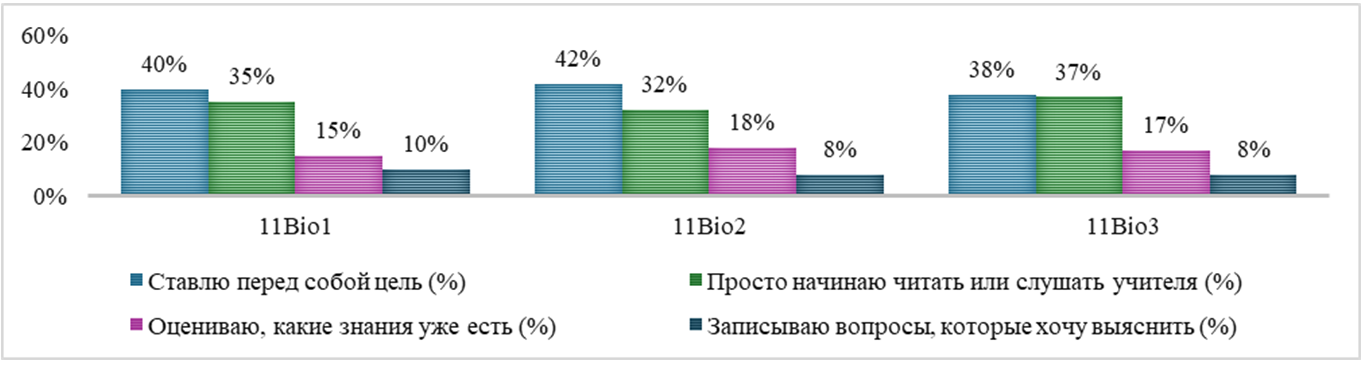 60%
40%
20%
0%
40%
35%
15%
10%
42%
32%
18%
8%
38%
37%
17%
8%
11Bio1
11Bio2
11Bio3
Ставлю перед собой цель (%)
Просто начинаю читать или слушать учителя (%)
Оцениваю, какие знания уже есть (%)
Записываю вопросы, которые хочу выяснить (%)